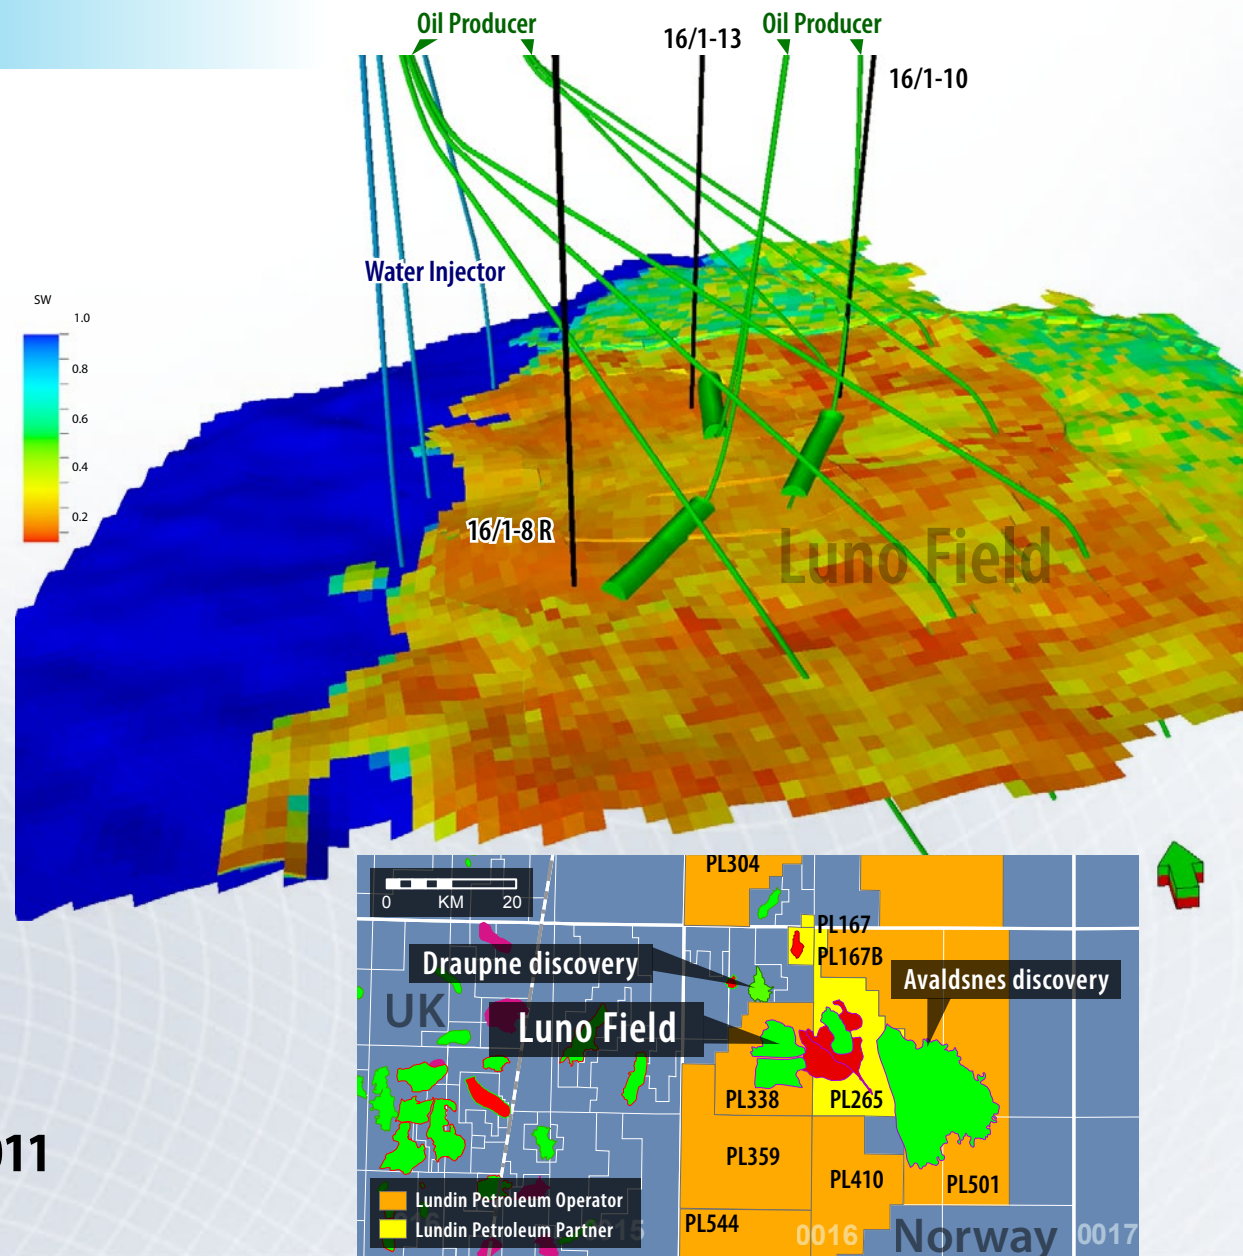 Oil Producer
16/1-13
Oil Producer
16/1-10
Water Injector
SW
1.0
0.8
0.6
0.4
0.2
16/1-8 R
Luno Field
PL304
0 KM 20
PL167
PL167B
Draupne discovery
Avaldsnes discovery
UK
Luno Field
PL338
PL265
PL359
PL410
PL501
PL544
Lundin Petroleum Operator
Lundin Petroleum Partner
0016
Norway
0017